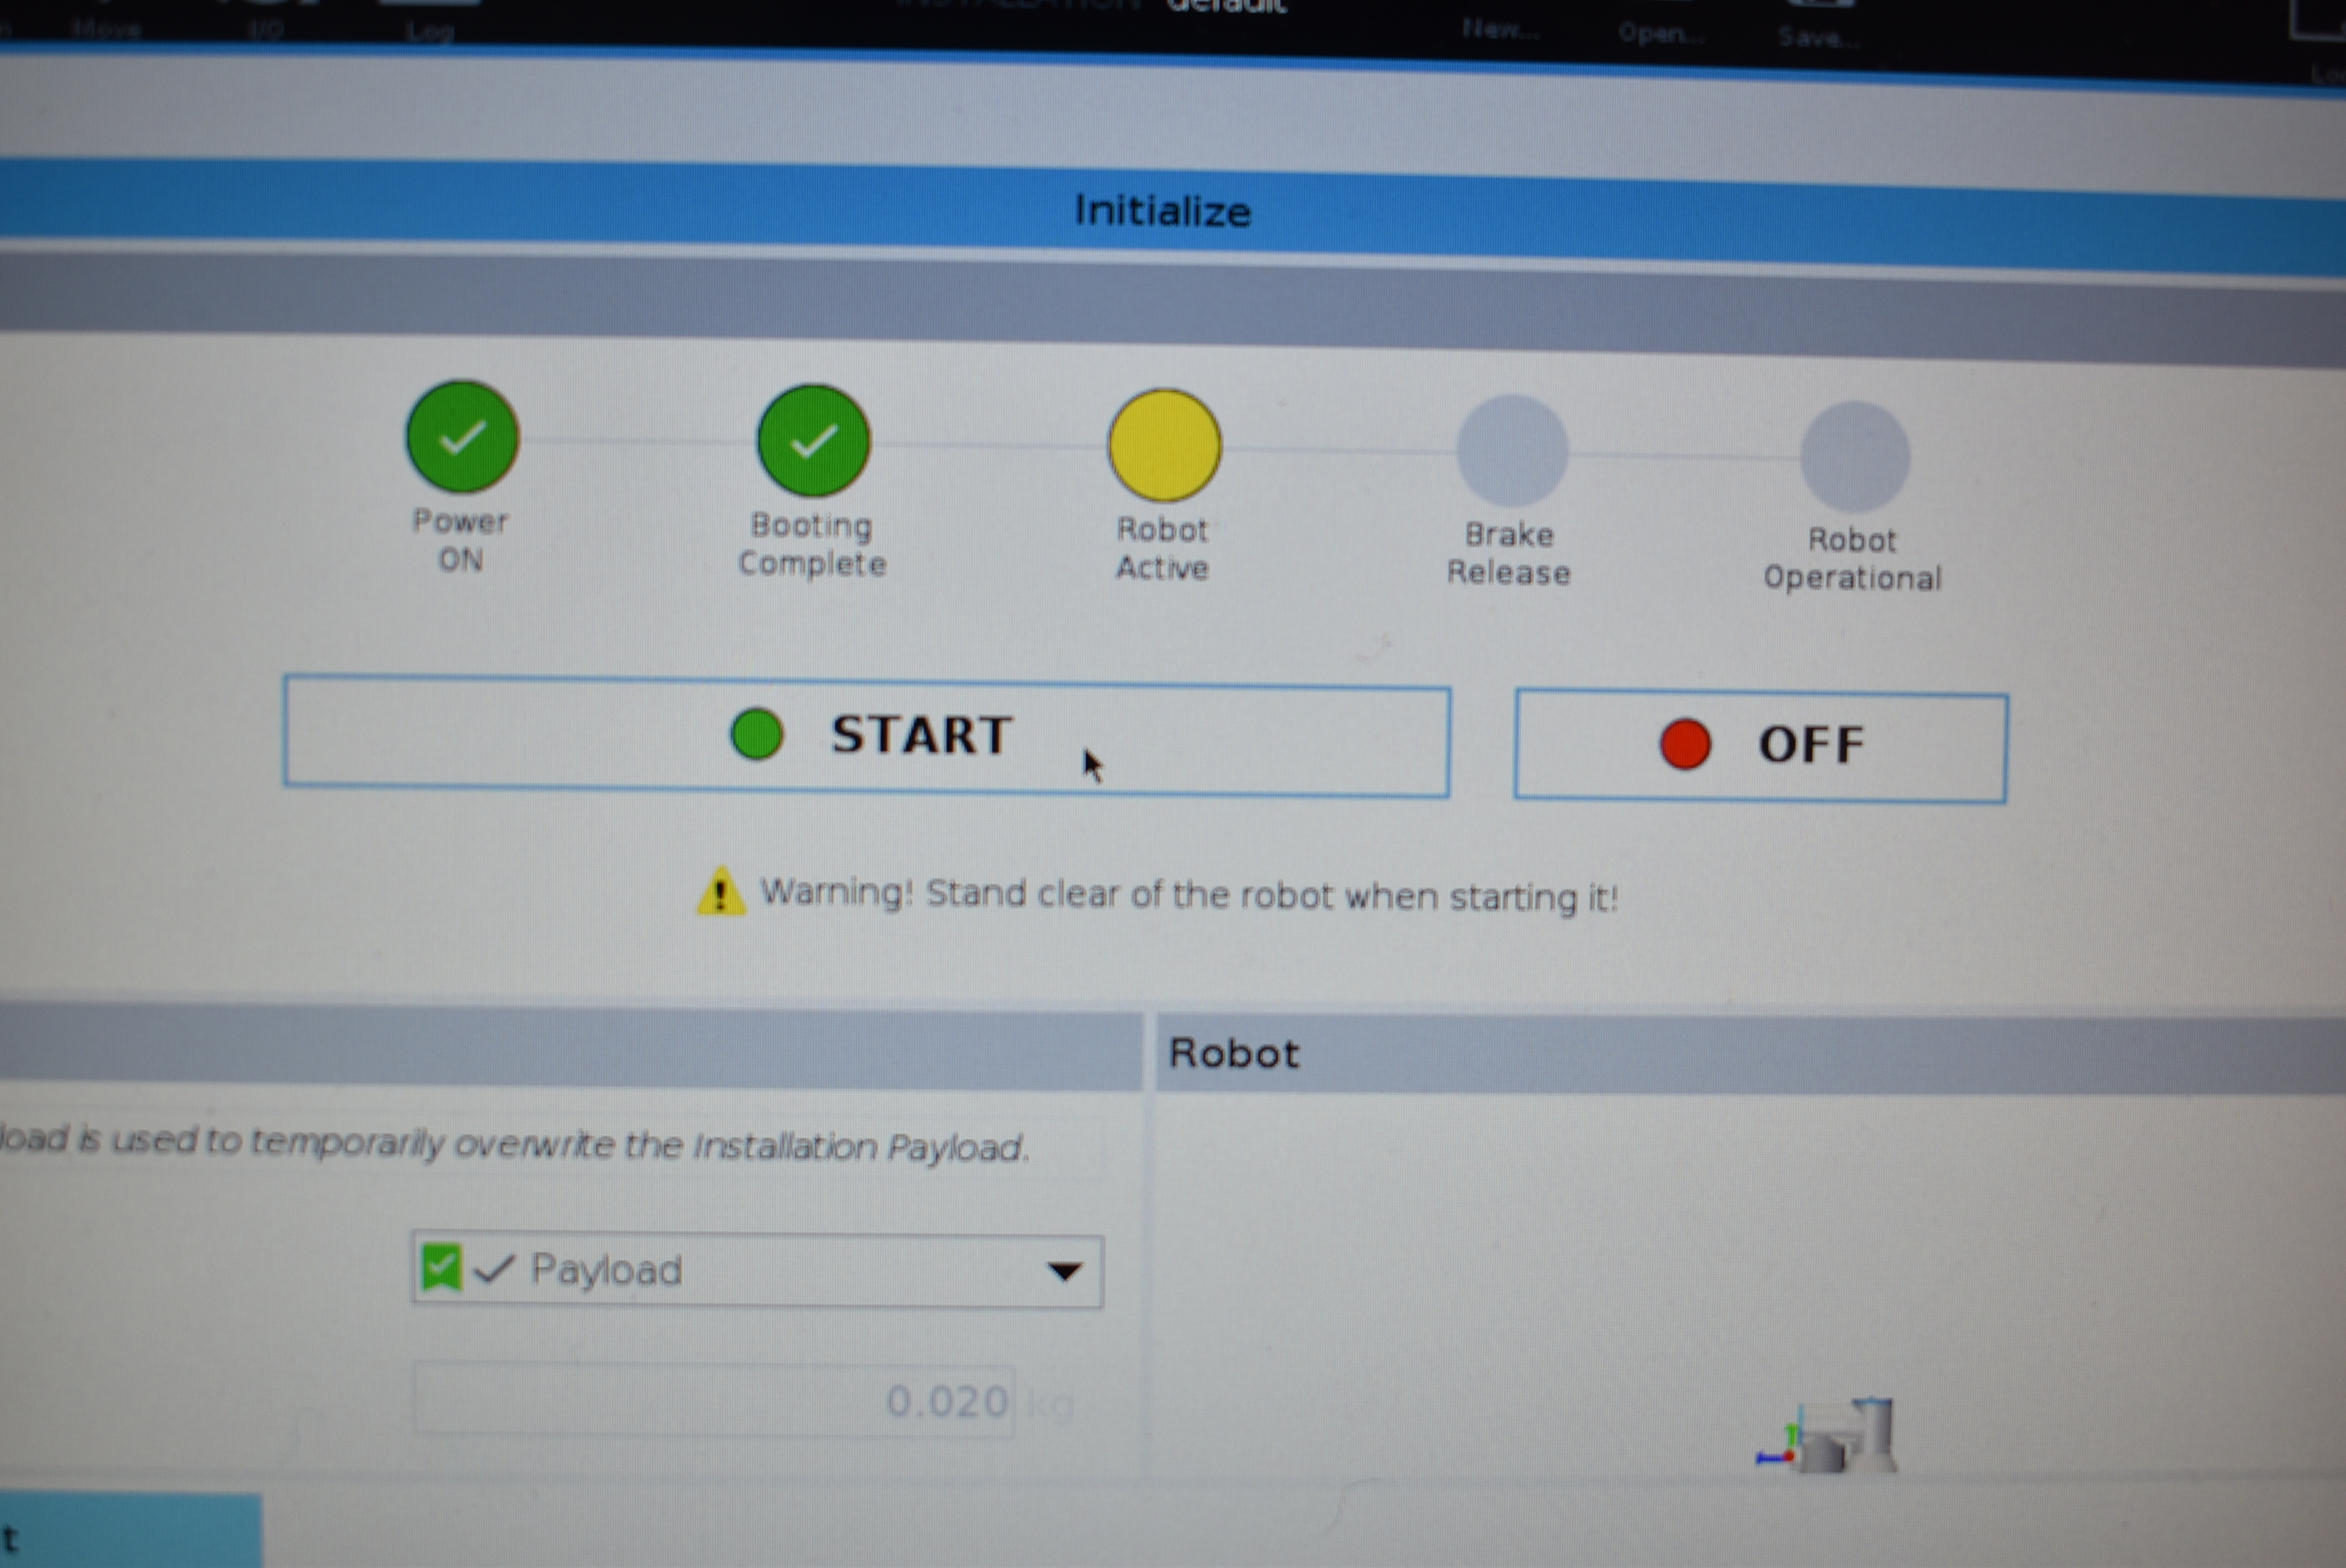 Move
I/O
Log
INSTALLATION default
New...
Open...
Save...
Initialize
Power
ON
Booting
Complete
Robot
Active
Brake
Release
Robot
Operational
START
OFF
Warning! Stand clear of the robot when starting it!
Robot
load is used to temporarily overwrite the Installation Payload.
Payload
0.020 kg
t